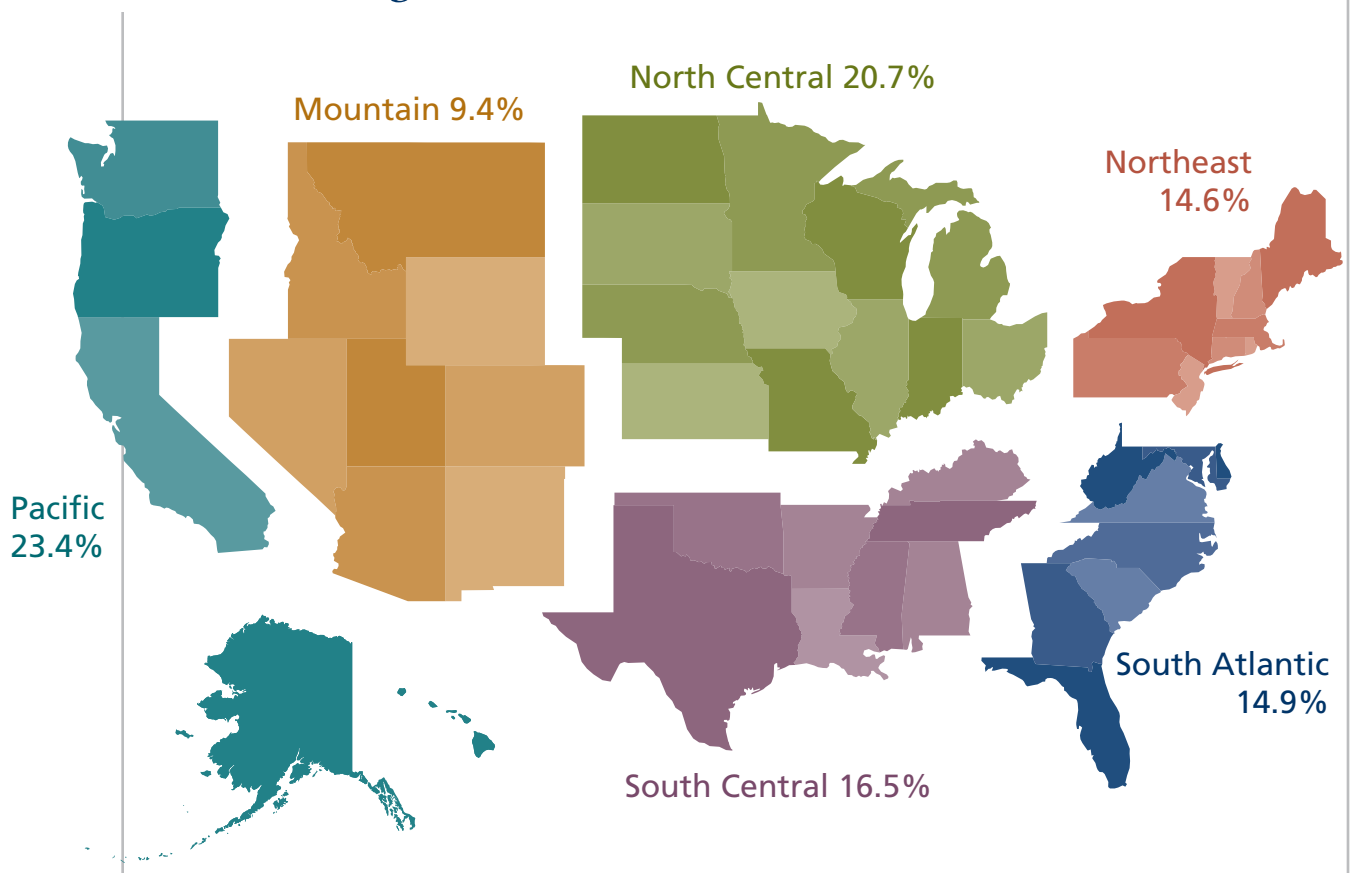 North Central 20.7%
Mountain 9.4%
Northeast
14.6%
Pacific
23.4%
South Atlantic
14.9%
South Central 16.5%